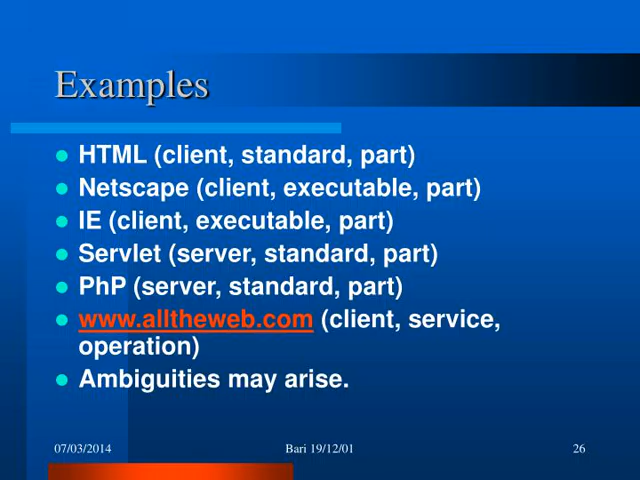 Examples
HTML (client, standard, part)
Netscape (client, executable, part)
IE (client, executable, part)
Servlet (server, standard, part)
PhP (server, standard, part)
www.alltheweb.com (client, service,
operation)
Ambiguities may arise.
07/03/2014 Bari 19/12/01 26